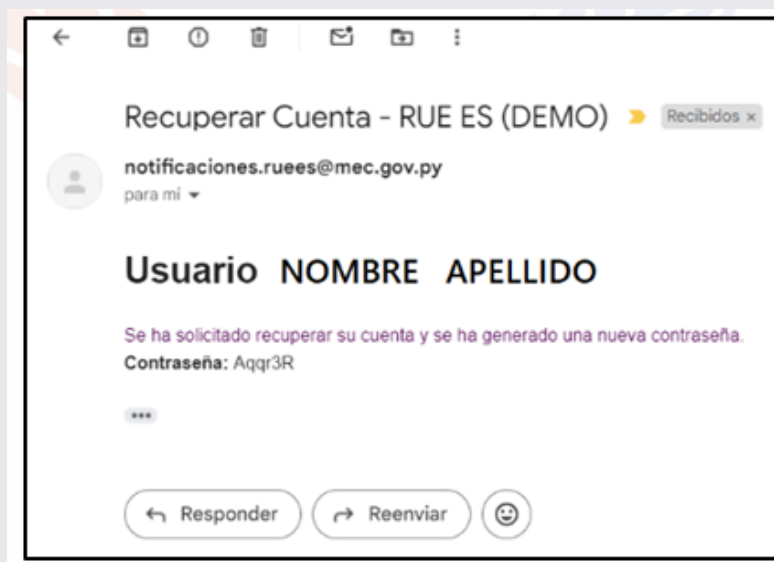 Recuperar Cuenta - RUE ES (DEMO) Recibidos x
notificaciones.ruees@mec.gov.py
para mí
Usuario NOMBRE APELLIDO
Se ha solicitado recuperar su cuenta y se ha generado una nueva contraseña.
Contraseña: Aqqr3R
Responder Reenviar